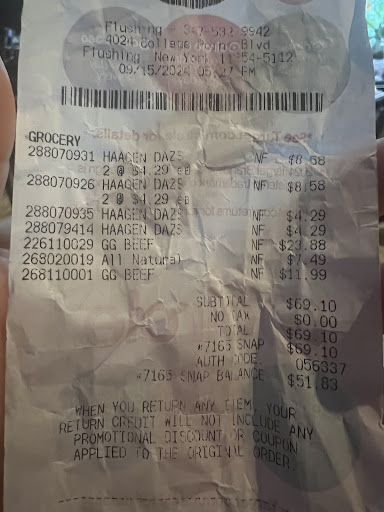 Flushing - 347-532-9942
4024 College Point Blvd
Flushing, New York 11354-5112
09/15/2024 05:27 PM
GROCERY
288070931 HAAGEN DAZS NF $8.58
2 @ $4.29 ea
288070926 HAAGEN DAZS NF $8.58
2 @ $4.29 ea
288070935 HAAGEN DAZS NF $4.29
288079414 HAAGEN DAZS NF $4.29
226110029 GG BEEF NF $23.88
268020019 All Natural NF $7.49
268110001 GG BEEF NF $11.99
SUBTOTAL $69.10
NO TAX $0.00
TOTAL $69.10
*7165 SNAP $69.10
AUTH CODE 056337
*7165 SNAP BALANCE $51.83
WHEN YOU RETURN ANY ITEM, YOUR
RETURN CREDIT WILL NOT INCLUDE ANY
PROMOTIONAL DISCOUNT OR COUPON
APPLIED TO THE ORIGINAL ORDER.